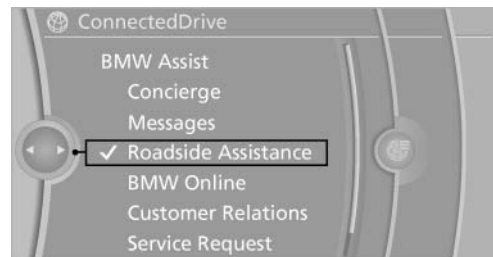 ConnectedDrive
BMW Assist
Concierge
Messages
Roadside Assistance
BMW Online
Customer Relations
Service Request